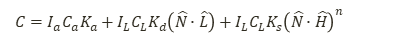 C = I_a C_a K_a + I_L C_L K_d (N̂ · L̂) + I_L C_L K_s (N̂ · Ĥ)^n